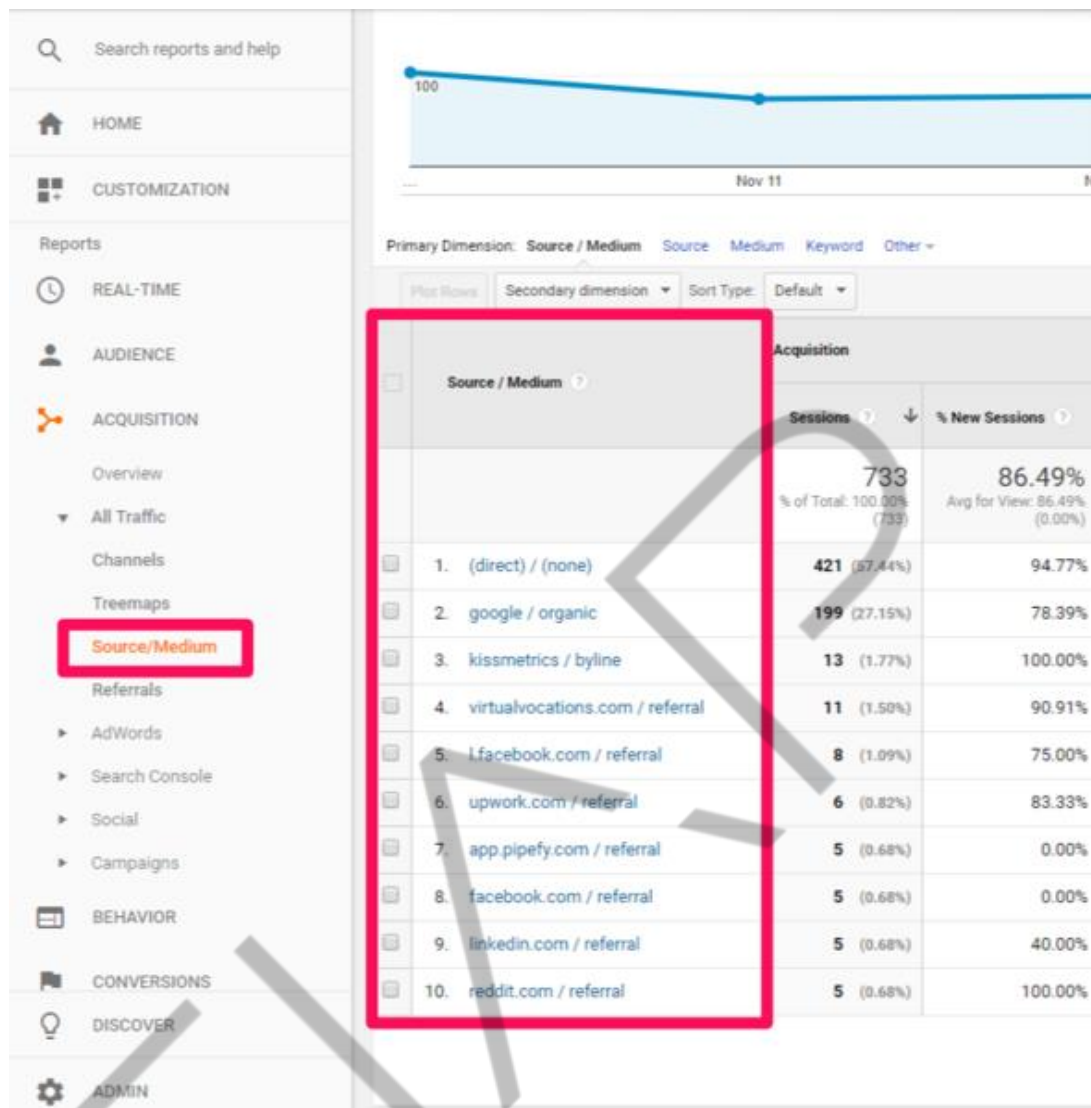 Search reports and help
HOME
CUSTOMIZATION
Reports
REAL-TIME
AUDIENCE
ACQUISITION
Overview
All Traffic
Channels
Treemaps
Source/Medium
Referrals
AdWords
Search Console
Social
Campaigns
BEHAVIOR
CONVERSIONS
DISCOVER
ADMIN
100
... Nov 11
Primary Dimension: Source / Medium Source Medium Keyword Other
Plot Rows Secondary dimension Sort Type: Default
Source / Medium ? Acquisition
Sessions ? ↓ % New Sessions ?
733 86.49%
% of Total: 100.00% Avg for View: 86.49%
(733) (0.00%)
1. (direct) / (none) 421 (57.44%) 94.77%
2. google / organic 199 (27.15%) 78.39%
3. kissmetrics / byline 13 (1.77%) 100.00%
4. virtualvocations.com / referral 11 (1.50%) 90.91%
5. l.facebook.com / referral 8 (1.09%) 75.00%
6. upwork.com / referral 6 (0.82%) 83.33%
7. app.pipefy.com / referral 5 (0.68%) 0.00%
8. facebook.com / referral 5 (0.68%) 0.00%
9. linkedin.com / referral 5 (0.68%) 40.00%
10. reddit.com / referral 5 (0.68%) 100.00%